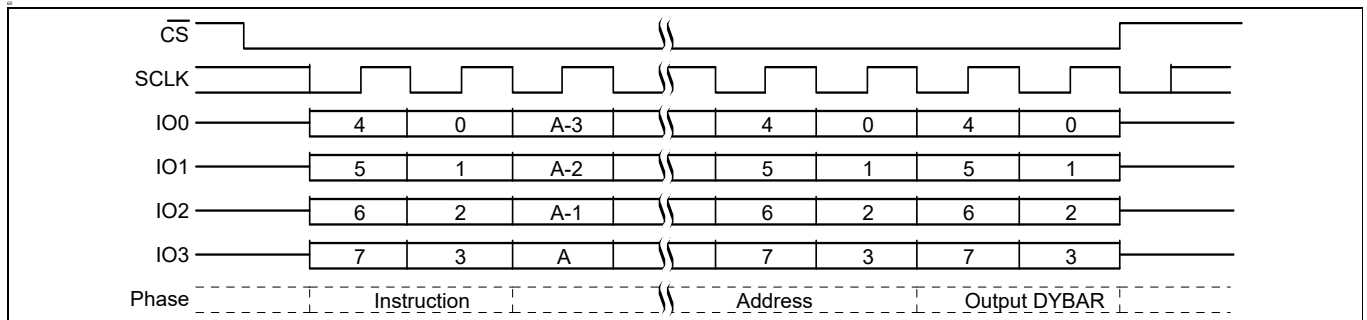 CS
SCLK
IO0 4 0 A-3 4 0 4 0
IO1 5 1 A-2 5 1 5 1
IO2 6 2 A-1 6 2 6 2
IO3 7 3 A 7 3 7 3
Phase Instruction Address Output DYBAR